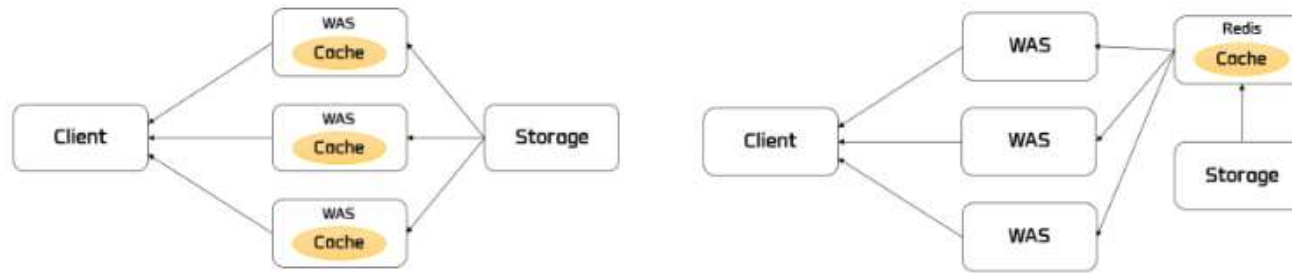 WAS
Cache
Client
WAS
Cache
Storage
WAS
Cache
Redis
Cache
WAS
Client
WAS
Storage
WAS